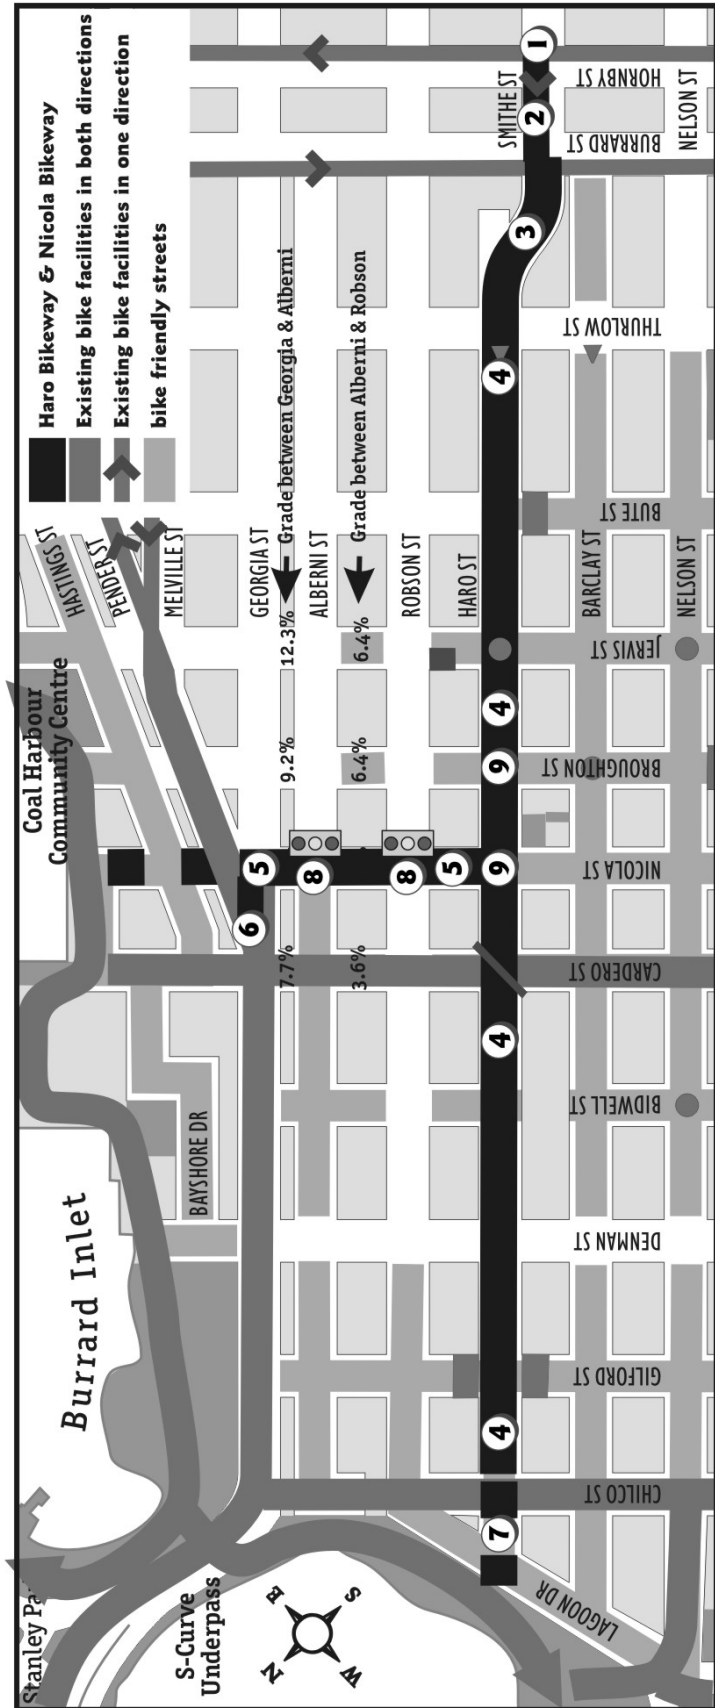 Haro Bikeway & Nicola Bikeway
Existing bike facilities in both directions
Existing bike facilities in one direction
bike friendly streets
Coal Harbour
Community Centre
Burrard Inlet
S-Curve
Underpass
N
E
S
W
BAYSHORE DR
HASTINGS ST
PENDER ST
MELVILLE ST
GEORGIA ST
ALBERNI ST
ROBSON ST
HARO ST
BARCLAY ST
NELSON ST
SMITHE ST
NELSON ST
Grade between Georgia & Alberni
Grade between Alberni & Robson
7.7%
9.2%
12.3%
3.6%
6.4%
6.4%
LAGOON DR
CHILCO ST
GILFORD ST
DENMAN ST
BIDWELL ST
CARDERO ST
NICOLA ST
BROUGHTON ST
JERVIS ST
BUTE ST
THURLOW ST
BURRARD ST
HORNBY ST
7
4
4
6
5
8
8
5
9
9
4
4
3
2
1